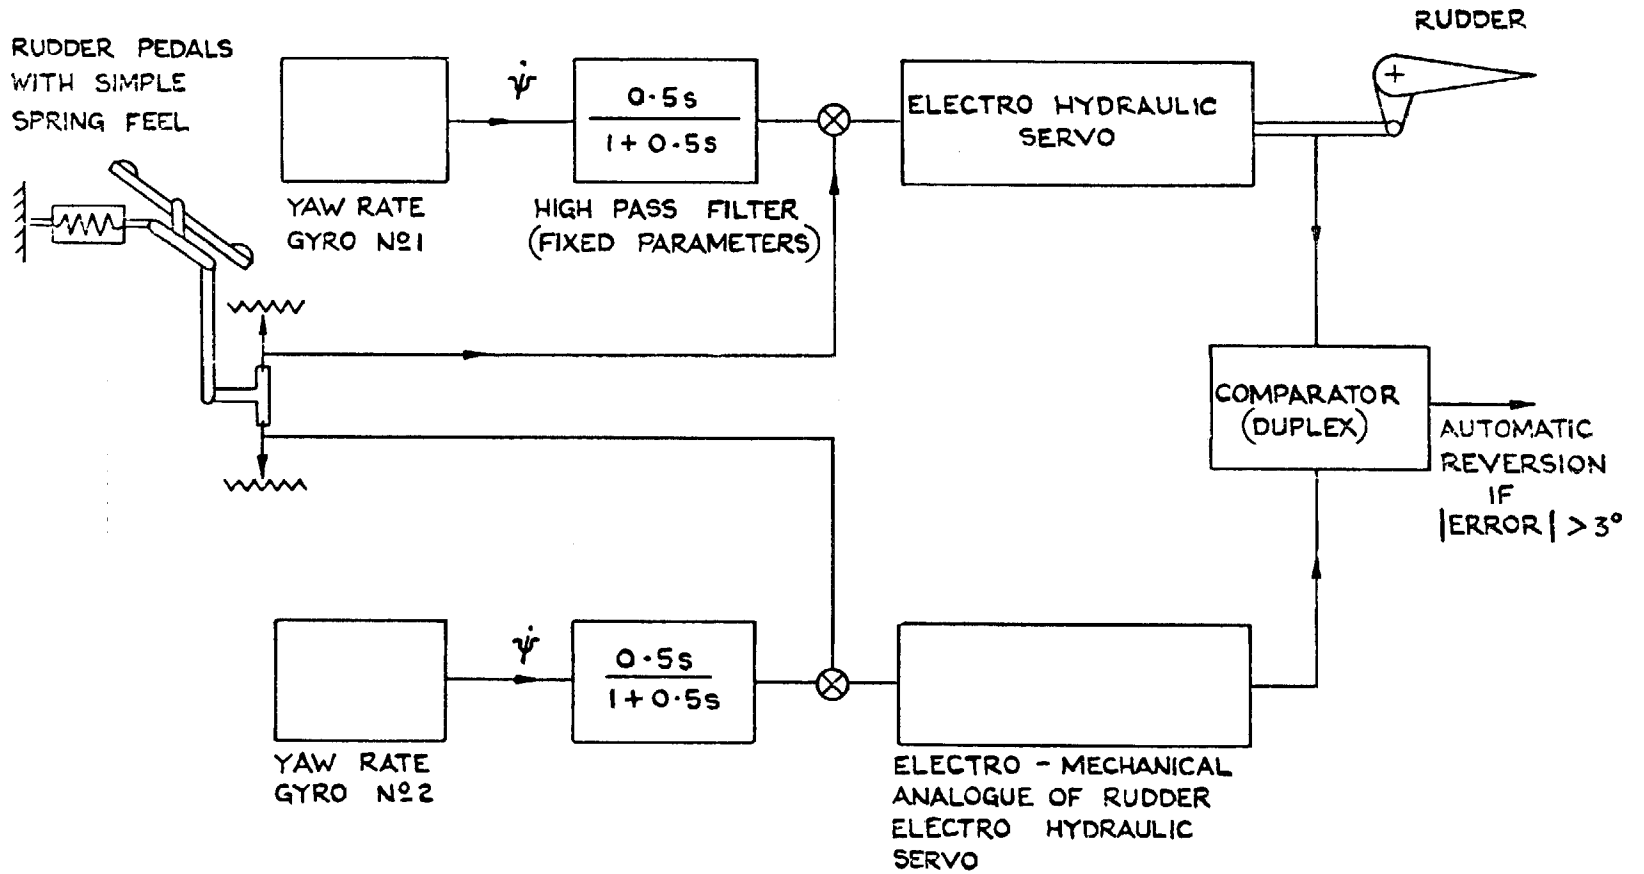 RUDDER
RUDDER PEDALS
WITH SIMPLE
SPRING FEEL
ψ̇
0.5s
1+0.5s
ELECTRO HYDRAULIC
SERVO
YAW RATE
GYRO Nº1
HIGH PASS FILTER
(FIXED PARAMETERS)
COMPARATOR
(DUPLEX)
AUTOMATIC
REVERSION
IF
|ERROR| > 3°
ψ̇
0.5s
1+0.5s
YAW RATE
GYRO Nº2
ELECTRO - MECHANICAL
ANALOGUE OF RUDDER
ELECTRO HYDRAULIC
SERVO